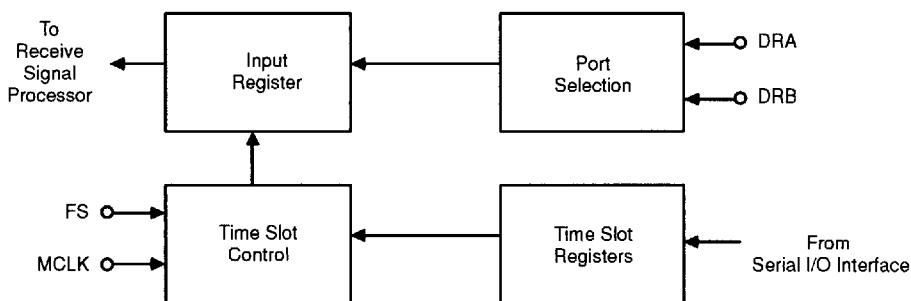 To
Receive
Signal
Processor
Input
Register
Port
Selection
DRA
DRB
FS
MCLK
Time Slot
Control
Time Slot
Registers
From
Serial I/O Interface